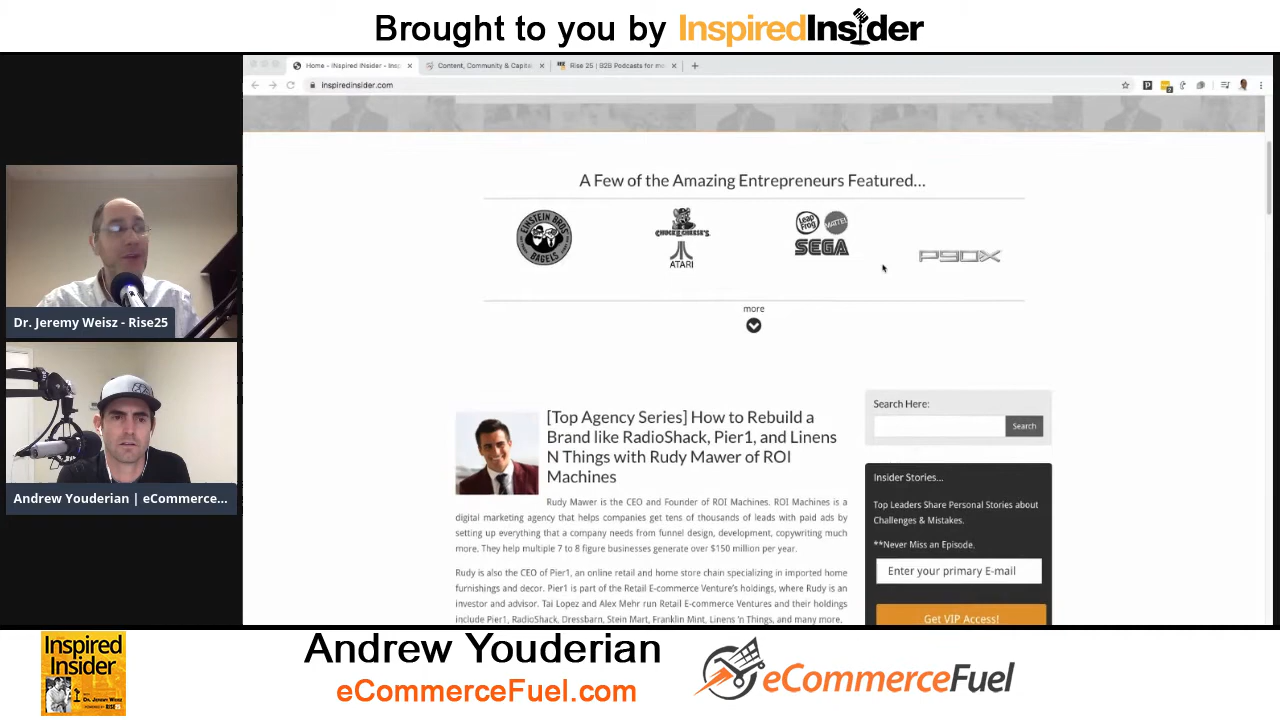 Brought to you by InspiredInsider
Home - INspired INsider - Insp
Content, Community & Capita
Rise 25 | B2B Podcasts for mo
inspiredinsider.com
A Few of the Amazing Entrepreneurs Featured...
EINSTEIN BROS
BAGELS
CHUCK E. CHEESE'S
ATARI
Leap Frog
MATTEL
SEGA
P90X
more
[Top Agency Series] How to Rebuild a
Brand like RadioShack, Pier1, and Linens
N Things with Rudy Mawer of ROI
Machines
Rudy Mawer is the CEO and Founder of ROI Machines. ROI Machines is a
digital marketing agency that helps companies get tens of thousands of leads with paid ads by
setting up everything that a company needs from funnel design, development, copywriting much
more. They help multiple 7 to 8 figure businesses generate over $150 million per year.
Rudy is also the CEO of Pier1, an online retail and home store chain specializing in imported home
furnishings and decor. Pier1 is part of the Retail E-commerce Venture's holdings, where Rudy is an
investor and advisor. Tai Lopez and Alex Mehr run Retail E-commerce Ventures and their holdings
include Pier1, RadioShack, Dressbarn, Stein Mart, Franklin Mint, Linens 'n Things, and many more.
Search Here:
Search
Insider Stories...
Top Leaders Share Personal Stories about
Challenges & Mistakes.
**Never Miss an Episode.
Enter your primary E-mail
Get VIP Access!
Dr. Jeremy Weisz - Rise25
Andrew Youderian | eCommerce...
Inspired
Insider
Dr. Jeremy Weisz
RISE25
Andrew Youderian
eCommerceFuel.com
eCommerceFuel